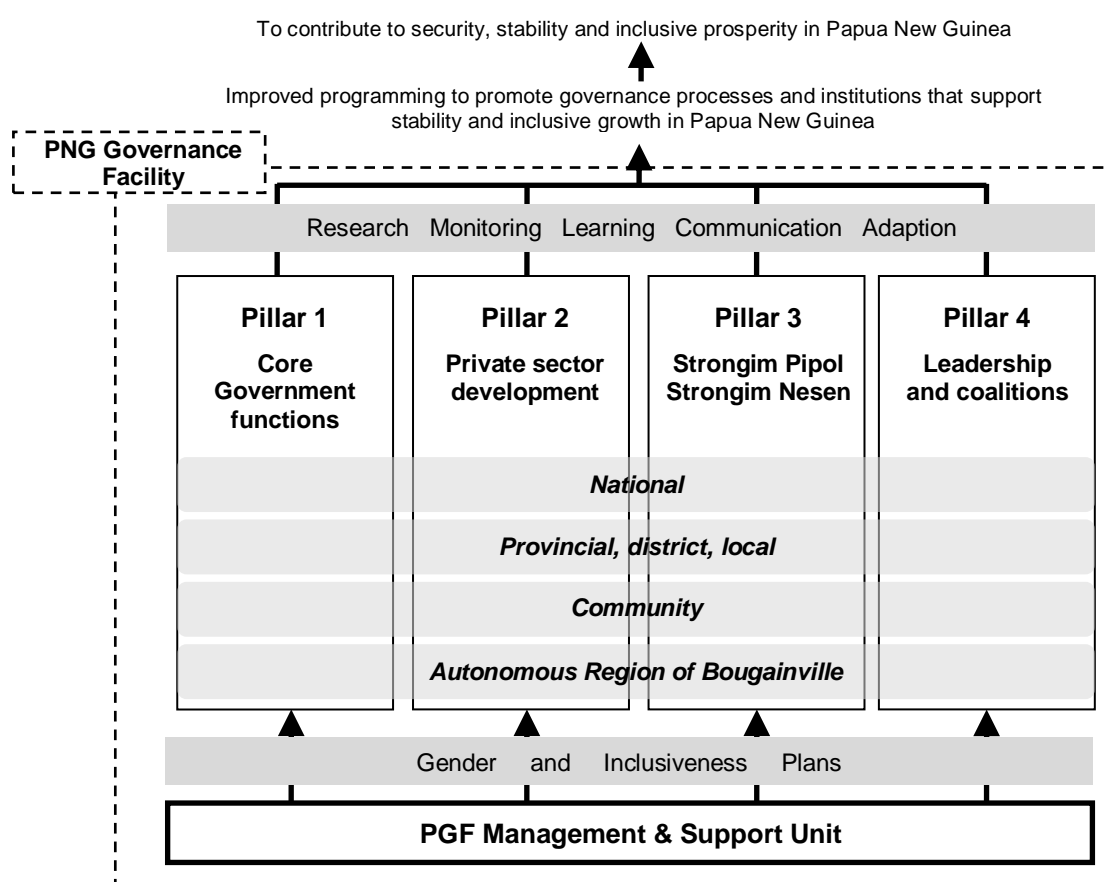 To contribute to security, stability and inclusive prosperity in Papua New Guinea
Improved programming to promote governance processes and institutions that support
stability and inclusive growth in Papua New Guinea
PNG Governance
Facility
Research Monitoring Learning Communication Adaption
Pillar 1
Core
Government
functions
Pillar 2
Private sector
development
Pillar 3
Strongim Pipol
Strongim Nesen
Pillar 4
Leadership
and coalitions
National
Provincial, district, local
Community
Autonomous Region of Bougainville
Gender and Inclusiveness Plans
PGF Management & Support Unit